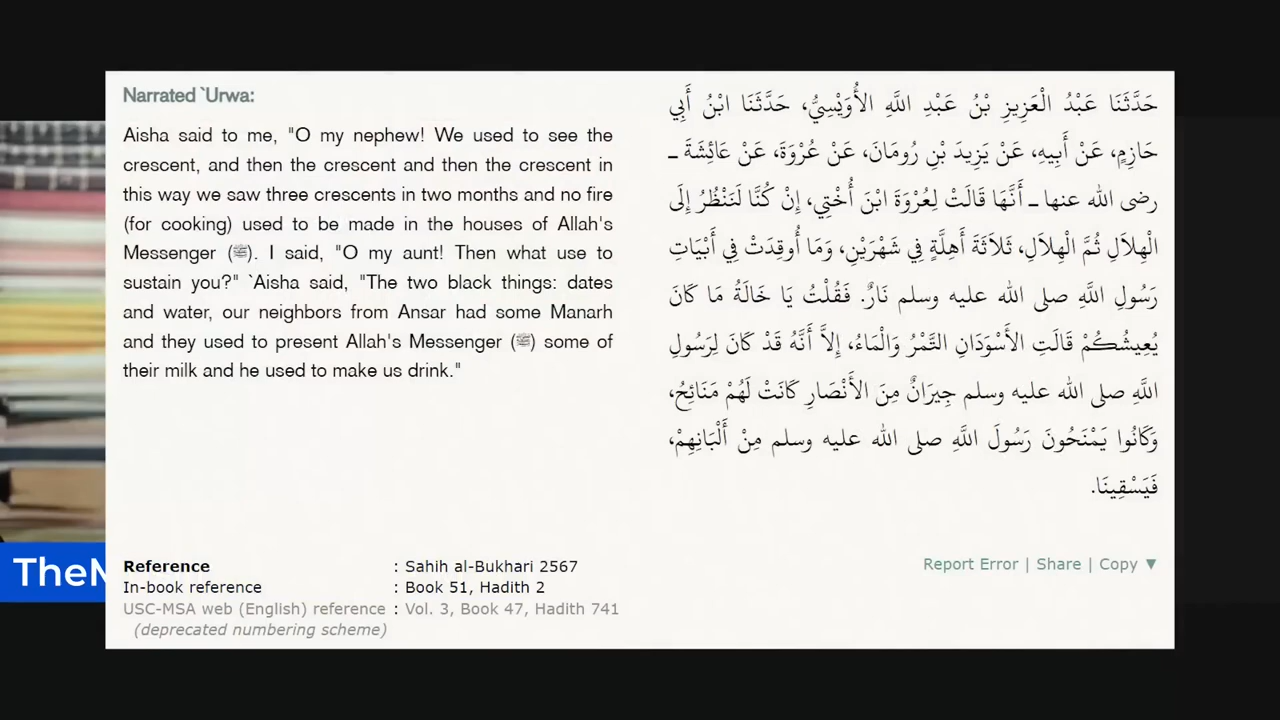 Narrated `Urwa:
Aisha said to me, "O my nephew! We used to see the
crescent, and then the crescent and then the crescent in
this way we saw three crescents in two months and no fire
(for cooking) used to be made in the houses of Allah's
Messenger (ﷺ). I said, "O my aunt! Then what use to
sustain you?" `Aisha said, "The two black things: dates
and water, our neighbors from Ansar had some Manarh
and they used to present Allah's Messenger (ﷺ) some of
their milk and he used to make us drink."
حَدَّثَنَا عَبْدُ الْعَزِيزِ بْنُ عَبْدِ اللَّهِ الأُوَيْسِيُّ، حَدَّثَنَا ابْنُ أَبِي
حَازِمٍ، عَنْ أَبِيهِ، عَنْ يَزِيدَ بْنِ رُومَانَ، عَنْ عُرْوَةَ، عَنْ عَائِشَةَ ـ
رضى الله عنها ـ أَنَّهَا قَالَتْ لِعُرْوَةَ ابْنَ أُخْتِي، إِنْ كُنَّا لَنَنْظُرُ إِلَى
الْهِلاَلِ ثُمَّ الْهِلاَلِ، ثَلاَثَةَ أَهِلَّةٍ فِي شَهْرَيْنِ، وَمَا أُوقِدَتْ فِي أَبْيَاتِ
رَسُولِ اللَّهِ صلى الله عليه وسلم نَارٌ. فَقُلْتُ يَا خَالَةُ مَا كَانَ
يُعِيشُكُمْ قَالَتِ الأَسْوَدَانِ التَّمْرُ وَالْمَاءُ، إِلاَّ أَنَّهُ قَدْ كَانَ لِرَسُولِ
اللَّهِ صلى الله عليه وسلم جِيرَانٌ مِنَ الأَنْصَارِ كَانَتْ لَهُمْ مَنَائِحُ،
وَكَانُوا يَمْنَحُونَ رَسُولَ اللَّهِ صلى الله عليه وسلم مِنْ أَلْبَانِهِمْ،
فَيَسْقِينَا.
Reference : Sahih al-Bukhari 2567
In-book reference : Book 51, Hadith 2
USC-MSA web (English) reference : Vol. 3, Book 47, Hadith 741
(deprecated numbering scheme)
Report Error | Share | Copy ▼
TheM